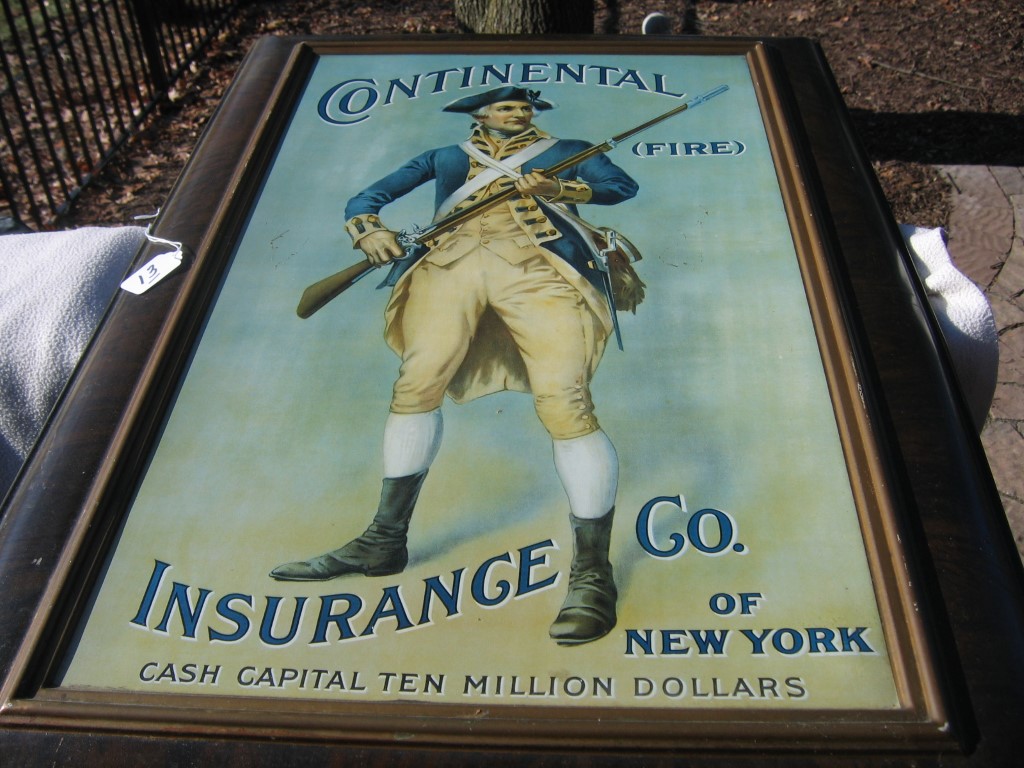 CONTINENTAL
(FIRE)
13
INSURANCE CO.
OF
NEW YORK
CASH CAPITAL TEN MILLION DOLLARS